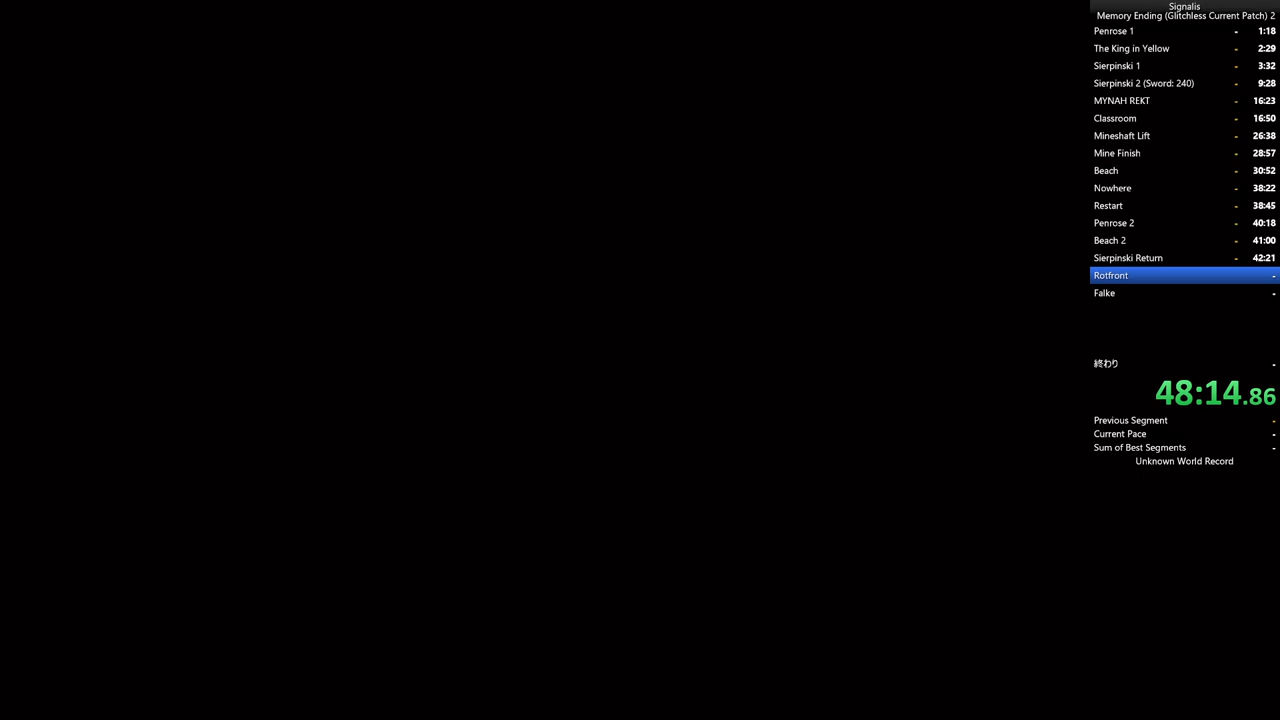 Signalis
Memory Ending (Glitchless Current Patch) 2
Penrose 1 - 1:18
The King in Yellow - 2:29
Sierpinski 1 - 3:32
Sierpinski 2 (Sword: 240) - 9:28
MYNAH REKT - 16:23
Classroom - 16:50
Mineshaft Lift - 26:38
Mine Finish - 28:57
Beach - 30:52
Nowhere - 38:22
Restart - 38:45
Penrose 2 - 40:18
Beach 2 - 41:00
Sierpinski Return - 42:21
Rotfront -
Falke -
終わり -
48:14.86
Previous Segment -
Current Pace -
Sum of Best Segments -
Unknown World Record